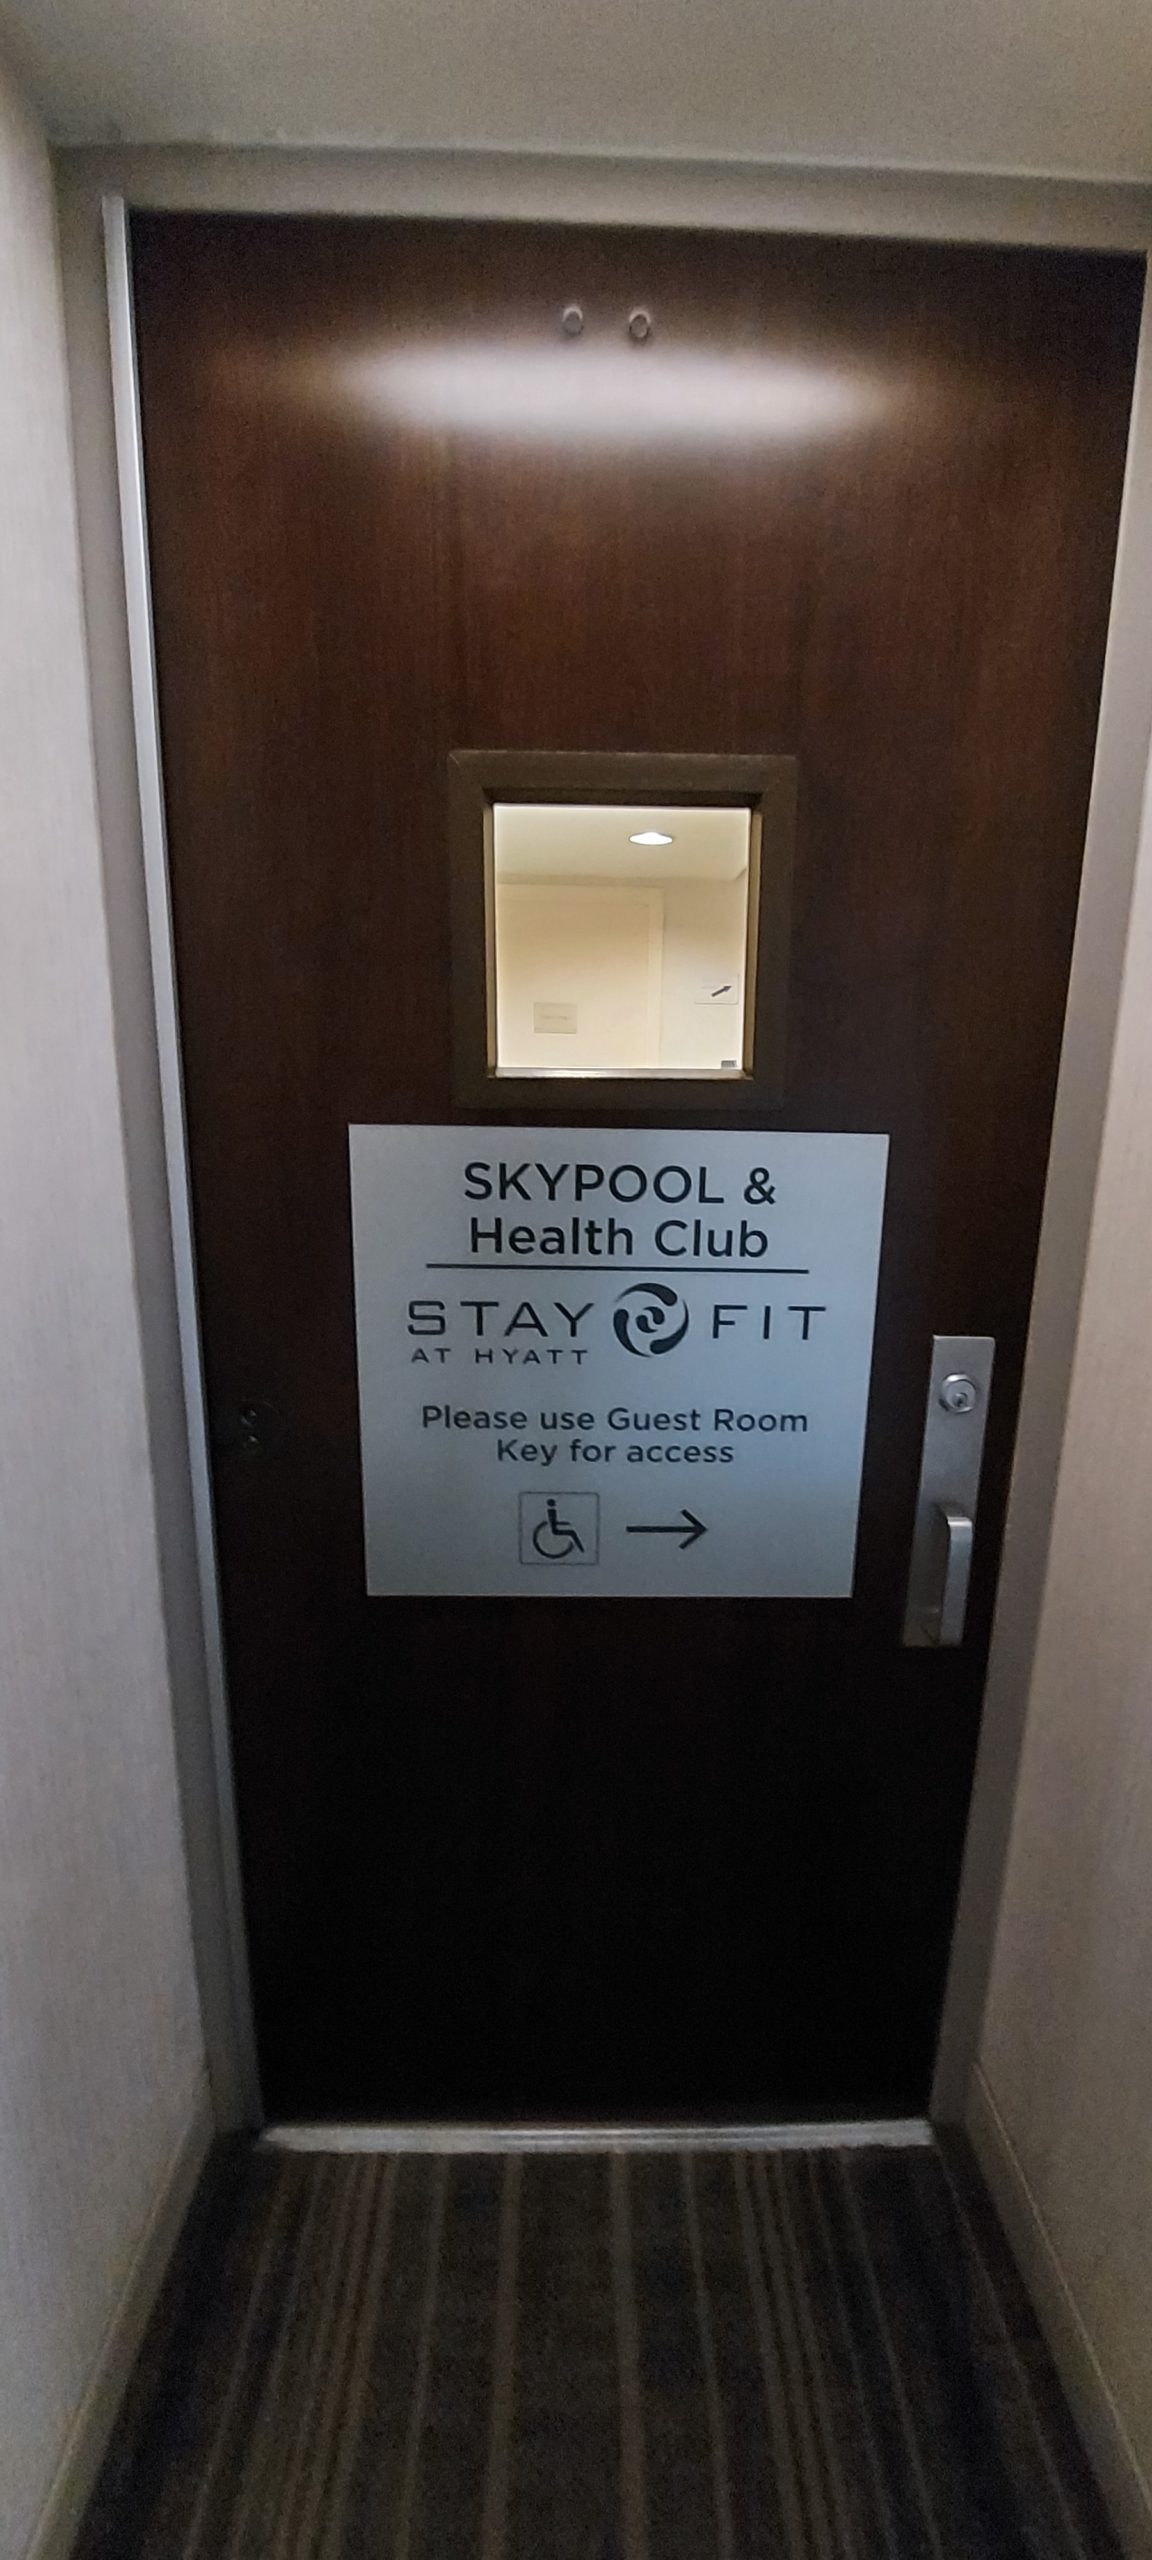 SKYPOOL &
Health Club
STAY FIT
AT HYATT
Please use Guest Room
Key for access
→